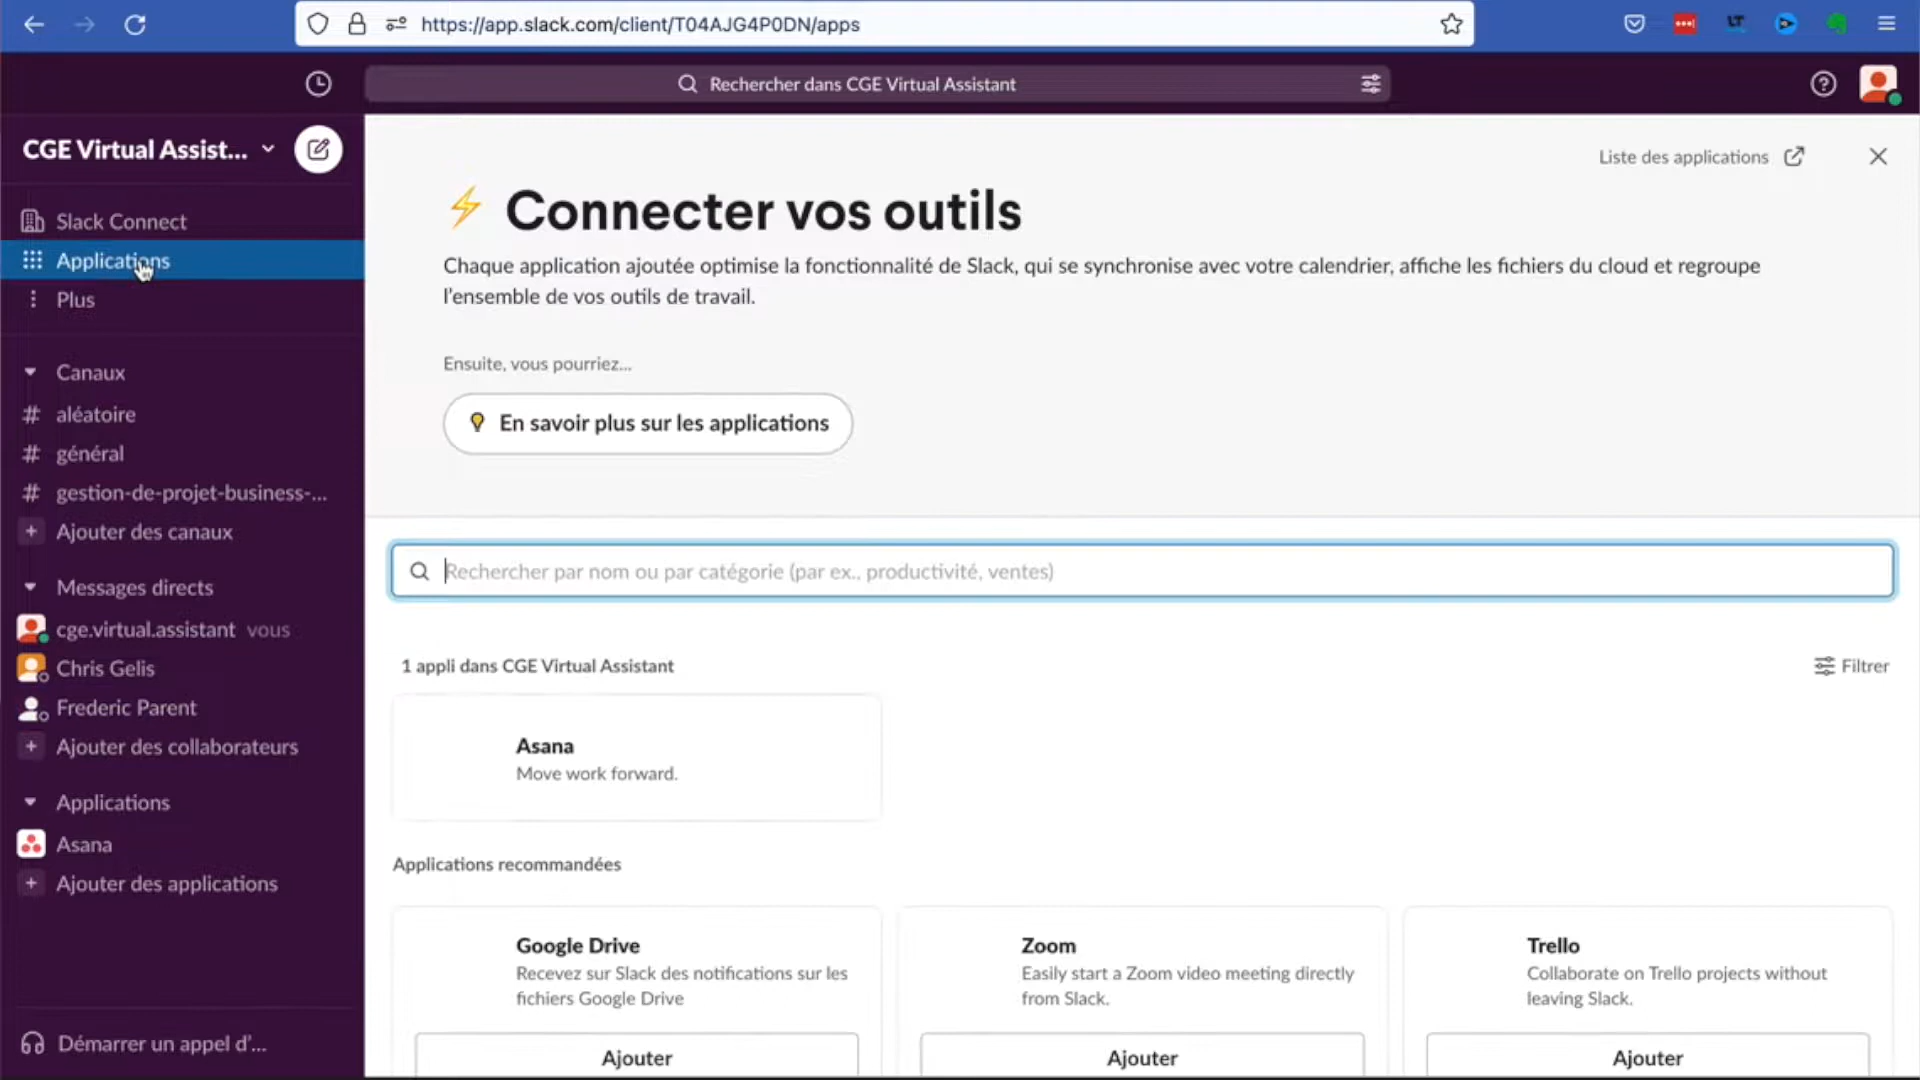 https://app.slack.com/client/T04AJG4P0DN/apps
Rechercher dans CGE Virtual Assistant
CGE Virtual Assist...
Slack Connect
Applications
Plus
Canaux
# aléatoire
# général
# gestion-de-projet-business-...
+ Ajouter des canaux
Messages directs
cge.virtual.assistant vous
Chris Gelis
Frederic Parent
+ Ajouter des collaborateurs
Applications
Asana
+ Ajouter des applications
Démarrer un appel d'...
Liste des applications
Connecter vos outils
Chaque application ajoutée optimise la fonctionnalité de Slack, qui se synchronise avec votre calendrier, affiche les fichiers du cloud et regroupe
l'ensemble de vos outils de travail.
Ensuite, vous pourriez...
En savoir plus sur les applications
Rechercher par nom ou par catégorie (par ex., productivité, ventes)
1 appli dans CGE Virtual Assistant
Filtrer
Asana
Move work forward.
Applications recommandées
Google Drive
Recevez sur Slack des notifications sur les
fichiers Google Drive
Ajouter
Zoom
Easily start a Zoom video meeting directly
from Slack.
Ajouter
Trello
Collaborate on Trello projects without
leaving Slack.
Ajouter